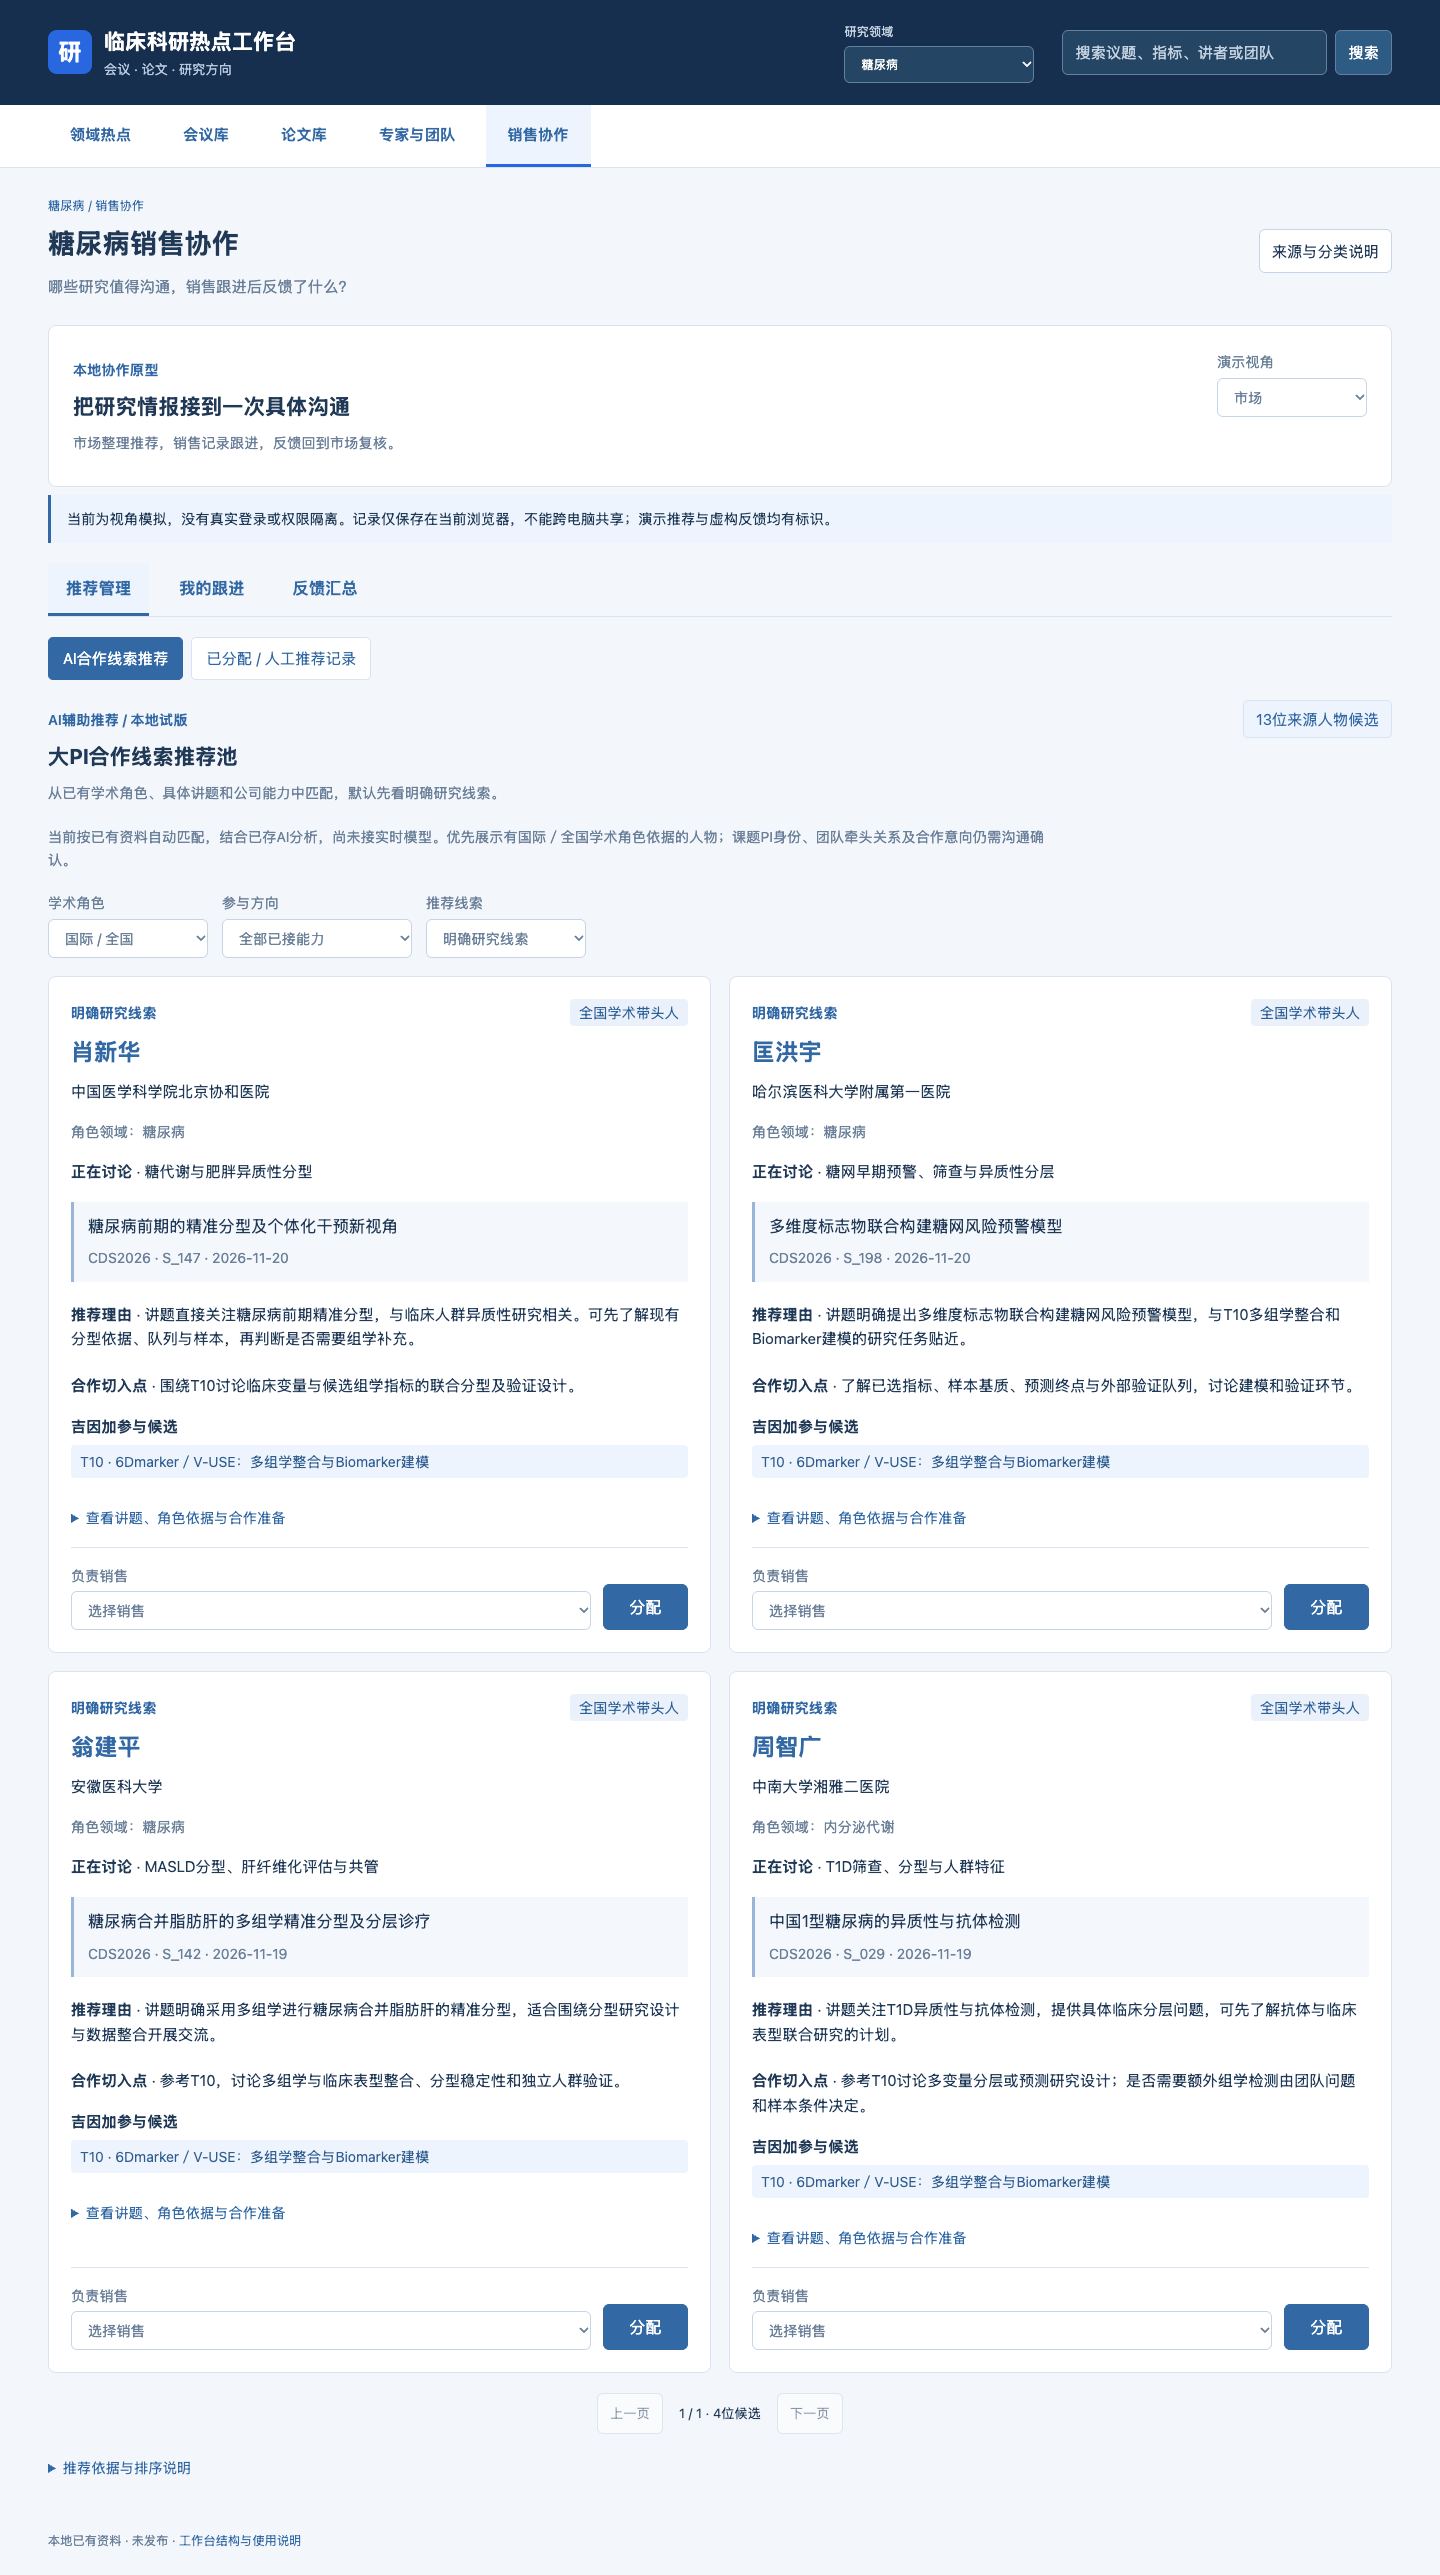 研
临床科研热点工作台
会议 · 论文 · 研究方向
研究领域
糖尿病
搜索议题、指标、讲者或团队
搜索
领域热点
会议库
论文库
专家与团队
销售协作
糖尿病 / 销售协作
糖尿病销售协作
哪些研究值得沟通，销售跟进后反馈了什么？
来源与分类说明
本地协作原型
把研究情报接到一次具体沟通
市场整理推荐，销售记录跟进，反馈回到市场复核。
演示视角
市场
当前为视角模拟，没有真实登录或权限隔离。记录仅保存在当前浏览器，不能跨电脑共享；演示推荐与虚构反馈均有标识。
推荐管理
我的跟进
反馈汇总
AI合作线索推荐
已分配 / 人工推荐记录
AI辅助推荐 / 本地试版
大PI合作线索推荐池
从已有学术角色、具体讲题和公司能力中匹配，默认先看明确研究线索。
13位来源人物候选
当前按已有资料自动匹配，结合已存AI分析，尚未接实时模型。优先展示有国际 / 全国学术角色依据的人物；课题PI身份、团队牵头关系及合作意向仍需沟通确
认。
学术角色
国际 / 全国
参与方向
全部已接能力
推荐线索
明确研究线索
明确研究线索
全国学术带头人
肖新华
中国医学科学院北京协和医院
角色领域：糖尿病
正在讨论 · 糖代谢与肥胖异质性分型
糖尿病前期的精准分型及个体化干预新视角
CDS2026 · S_147 · 2026-11-20
推荐理由 · 讲题直接关注糖尿病前期精准分型，与临床人群异质性研究相关。可先了解现有
分型依据、队列与样本，再判断是否需要组学补充。
合作切入点 · 围绕T10讨论临床变量与候选组学指标的联合分型及验证设计。
吉因加参与候选
T10 · 6Dmarker / V-USE：多组学整合与Biomarker建模
查看讲题、角色依据与合作准备
负责销售
选择销售
分配
明确研究线索
全国学术带头人
匡洪宇
哈尔滨医科大学附属第一医院
角色领域：糖尿病
正在讨论 · 糖网早期预警、筛查与异质性分层
多维度标志物联合构建糖网风险预警模型
CDS2026 · S_198 · 2026-11-20
推荐理由 · 讲题明确提出多维度标志物联合构建糖网风险预警模型，与T10多组学整合和
Biomarker建模的研究任务贴近。
合作切入点 · 了解已选指标、样本基质、预测终点与外部验证队列，讨论建模和验证环节。
吉因加参与候选
T10 · 6Dmarker / V-USE：多组学整合与Biomarker建模
查看讲题、角色依据与合作准备
负责销售
选择销售
分配
明确研究线索
全国学术带头人
翁建平
安徽医科大学
角色领域：糖尿病
正在讨论 · MASLD分型、肝纤维化评估与共管
糖尿病合并脂肪肝的多组学精准分型及分层诊疗
CDS2026 · S_142 · 2026-11-19
推荐理由 · 讲题明确采用多组学进行糖尿病合并脂肪肝的精准分型，适合围绕分型研究设计
与数据整合开展交流。
合作切入点 · 参考T10，讨论多组学与临床表型整合、分型稳定性和独立人群验证。
吉因加参与候选
T10 · 6Dmarker / V-USE：多组学整合与Biomarker建模
查看讲题、角色依据与合作准备
负责销售
选择销售
分配
明确研究线索
全国学术带头人
周智广
中南大学湘雅二医院
角色领域：内分泌代谢
正在讨论 · T1D筛查、分型与人群特征
中国1型糖尿病的异质性与抗体检测
CDS2026 · S_029 · 2026-11-19
推荐理由 · 讲题关注T1D异质性与抗体检测，提供具体临床分层问题，可先了解抗体与临床
表型联合研究的计划。
合作切入点 · 参考T10讨论多变量分层或预测研究设计；是否需要额外组学检测由团队问题
和样本条件决定。
吉因加参与候选
T10 · 6Dmarker / V-USE：多组学整合与Biomarker建模
查看讲题、角色依据与合作准备
负责销售
选择销售
分配
上一页
1 / 1 · 4位候选
下一页
推荐依据与排序说明
本地已有资料 · 未发布 · 工作台结构与使用说明